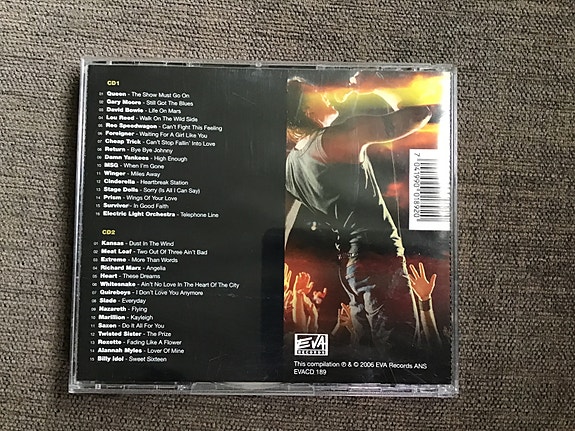 CD1
01 Queen - The Show Must Go On
02 Gary Moore - Still Got The Blues
03 David Bowie - Life On Mars
04 Lou Reed - Walk On The Wild Side
05 Reo Speedwagon - Can't Fight This Feeling
06 Foreigner - Waiting For A Girl Like You
07 Cheap Trick - Can't Stop Fallin' Into Love
08 Return - Bye Bye Johnny
09 Damn Yankees - High Enough
10 MSG - When I'm Gone
11 Winger - Miles Away
12 Cinderella - Heartbreak Station
13 Stage Dolls - Sorry (Is All I Can Say)
14 Prism - Wings Of Your Love
15 Survivor - In Good Faith
16 Electric Light Orchestra - Telephone Line
CD2
01 Kansas - Dust In The Wind
02 Meat Loaf - Two Out Of Three Ain't Bad
03 Extreme - More Than Words
04 Richard Marx - Angelia
05 Heart - These Dreams
06 Whitesnake - Ain't No Love In The Heart Of The City
07 Quireboys - I Don't Love You Anymore
08 Slade - Everyday
09 Nazareth - Flying
10 Marillion - Kayleigh
11 Saxon - Do It All For You
12 Twisted Sister - The Prize
13 Roxette - Fading Like A Flower
14 Alannah Myles - Lover Of Mine
15 Billy Idol - Sweet Sixteen
7 041990 018920
EVA
RECORDS
This compilation ℗ & © 2006 EVA Records ANS
EVACD 189